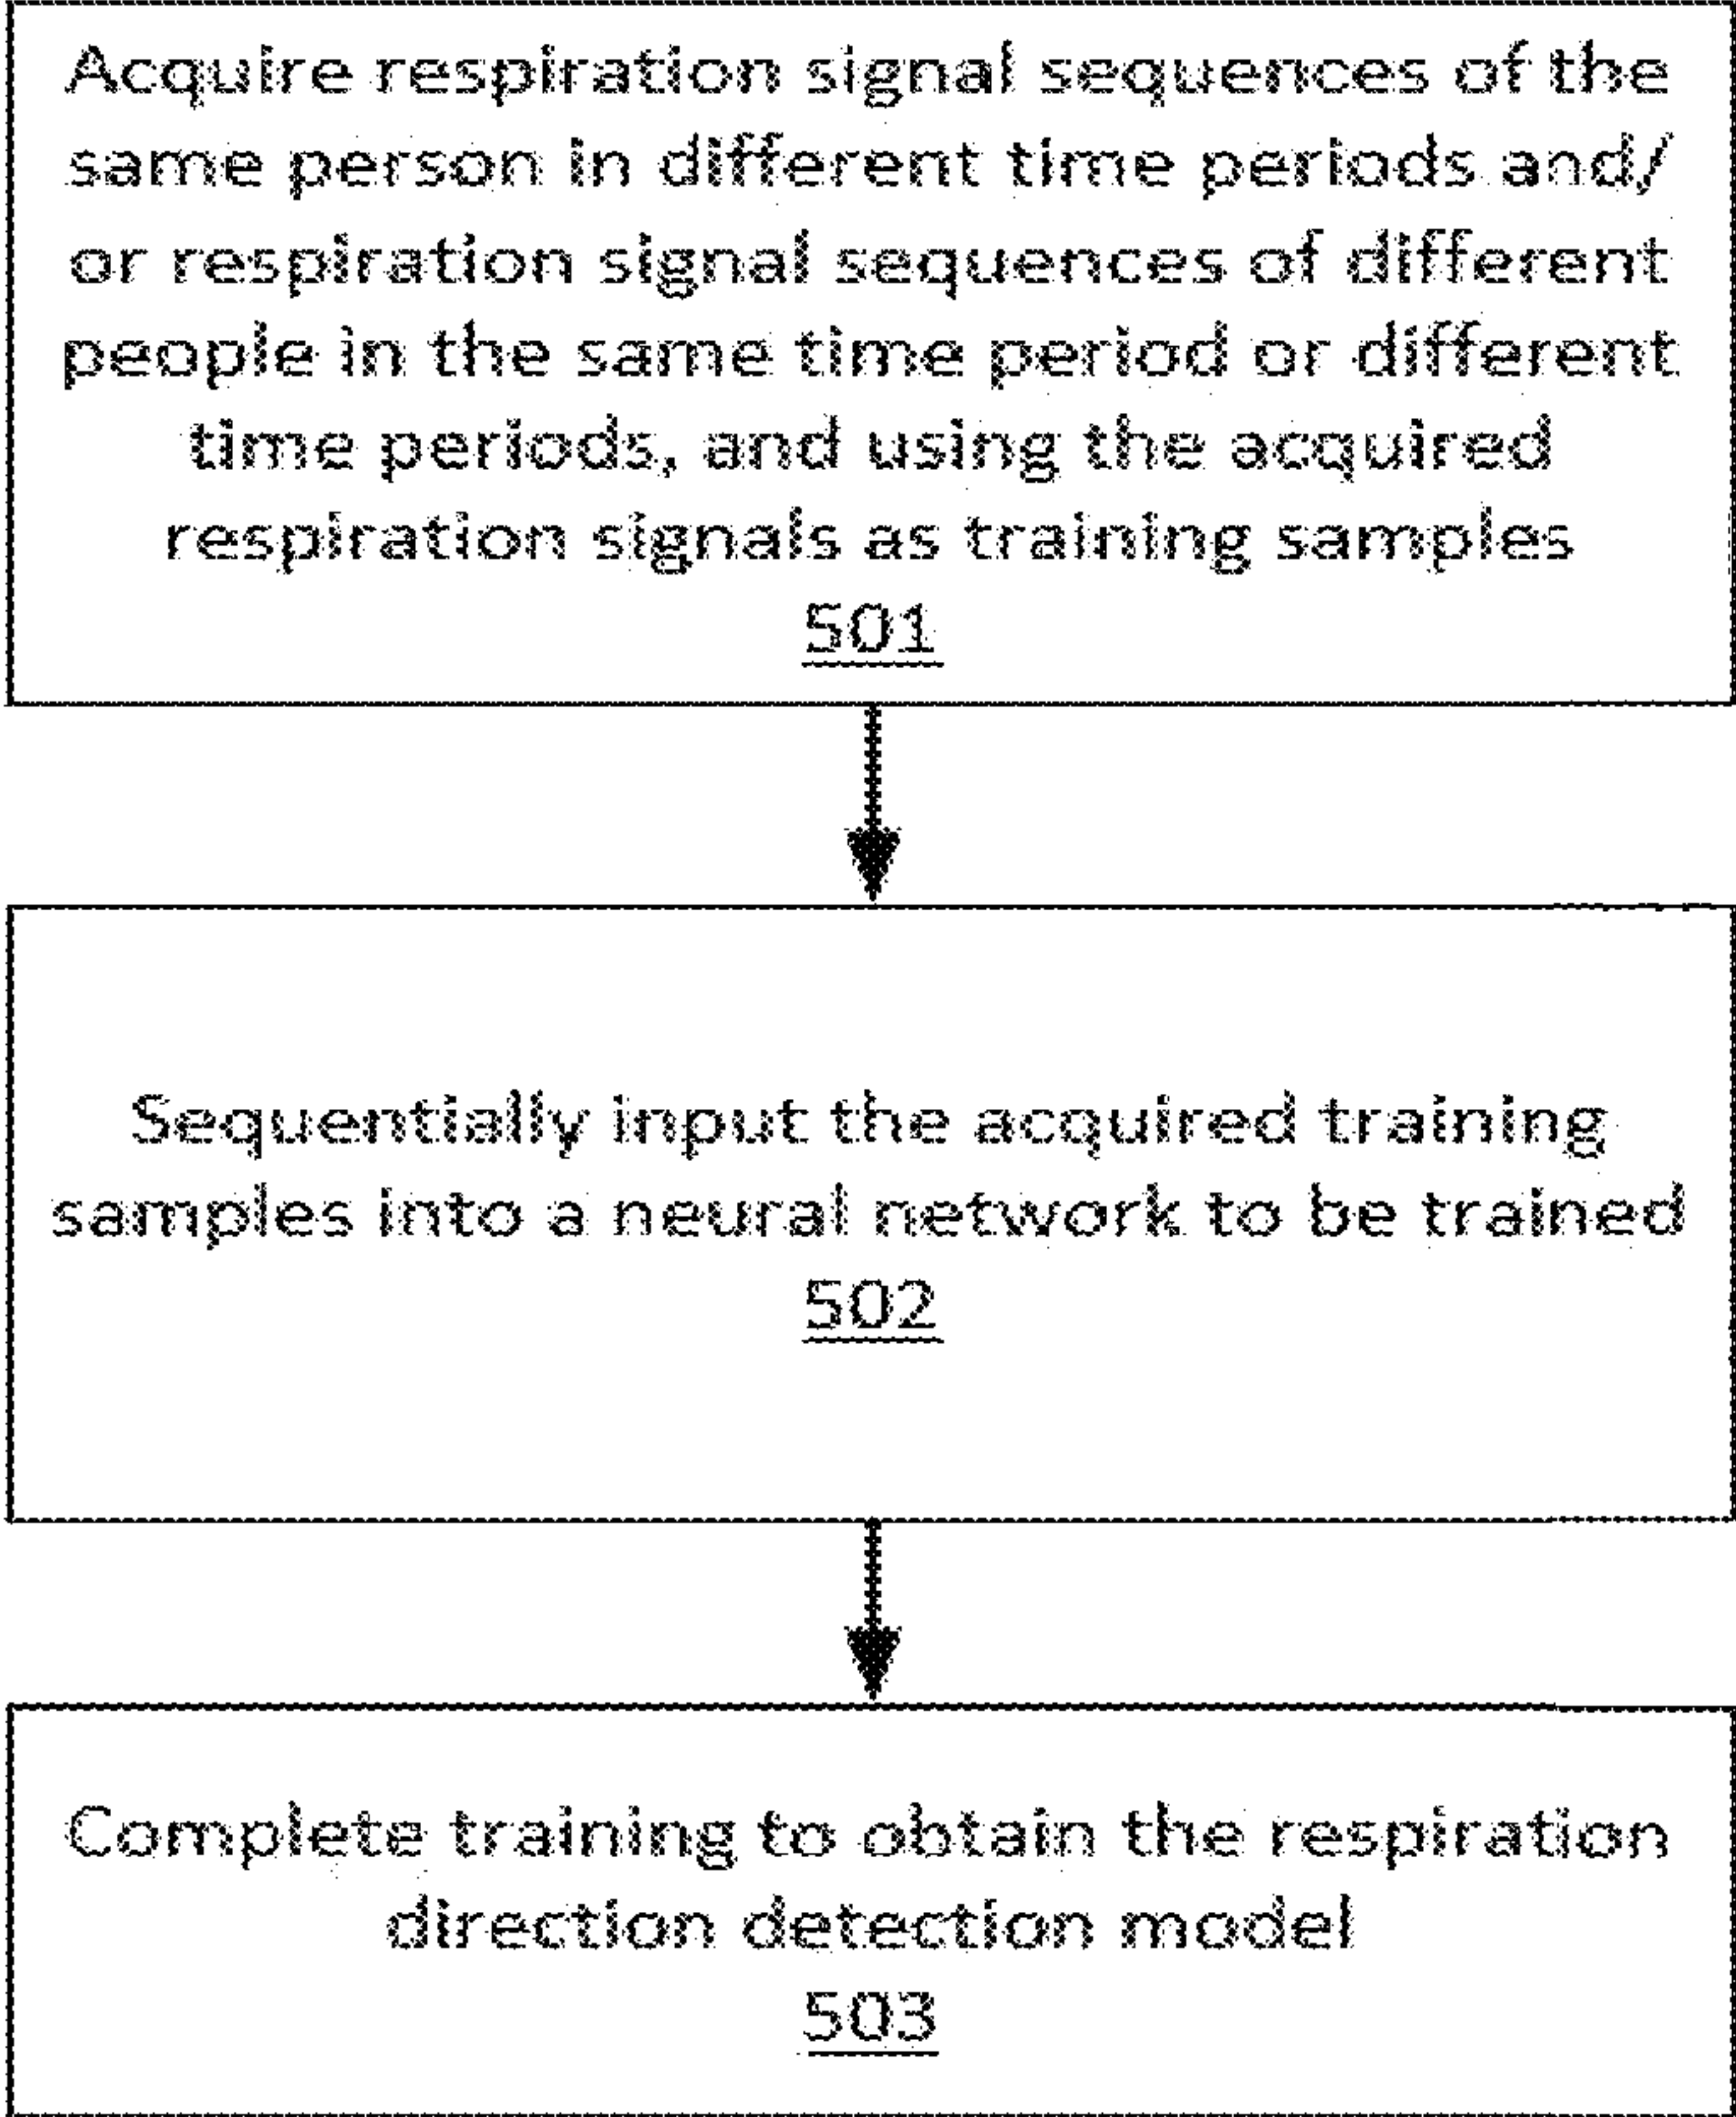 Acquire respiration signal sequences of the
same person in different time periods and/
or respiration signal sequences of different
people in the same time period or different
time periods, and using the acquired
respiration signals as training samples
501
Sequentially input the acquired training
samples into a neural network to be trained
502
Complete training to obtain the respiration
direction detection model
503